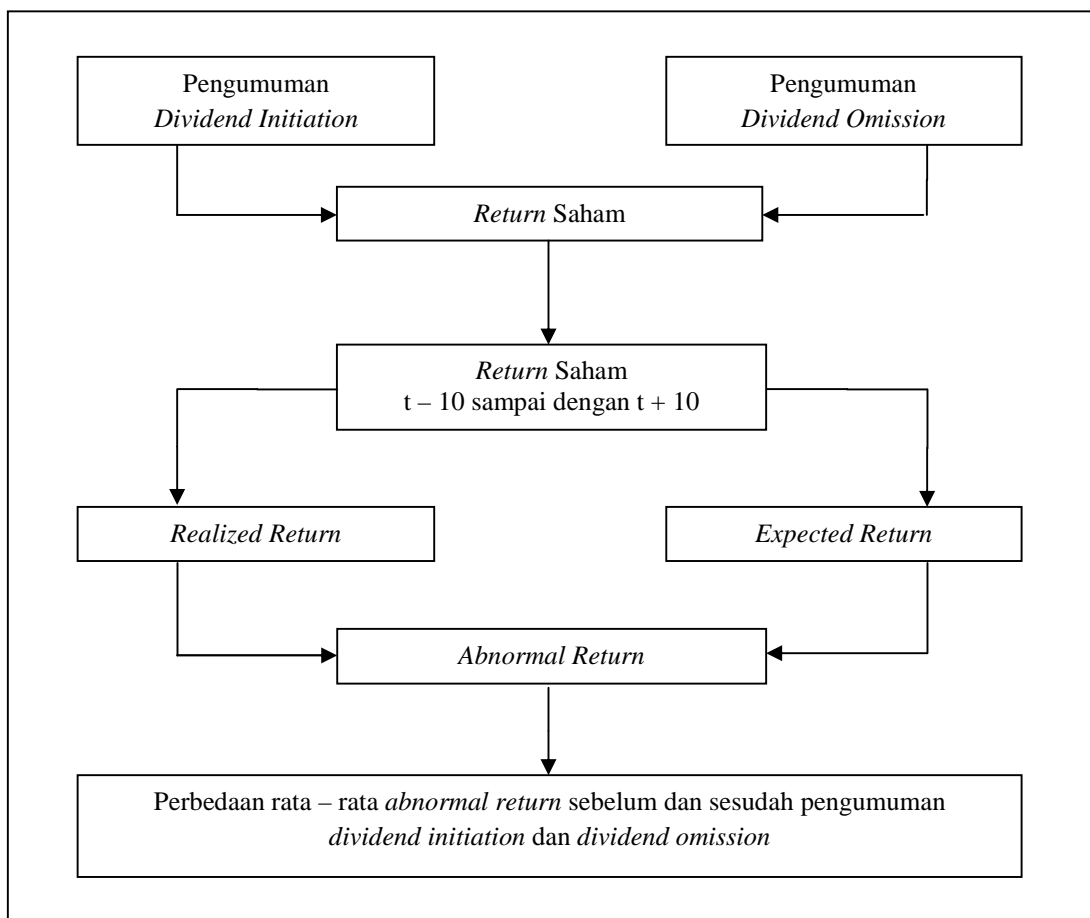 Pengumuman
Dividend Initiation
Pengumuman
Dividend Omission
Return Saham
Return Saham
t – 10 sampai dengan t + 10
Realized Return
Expected Return
Abnormal Return
Perbedaan rata – rata abnormal return sebelum dan sesudah pengumuman
dividend initiation dan dividend omission